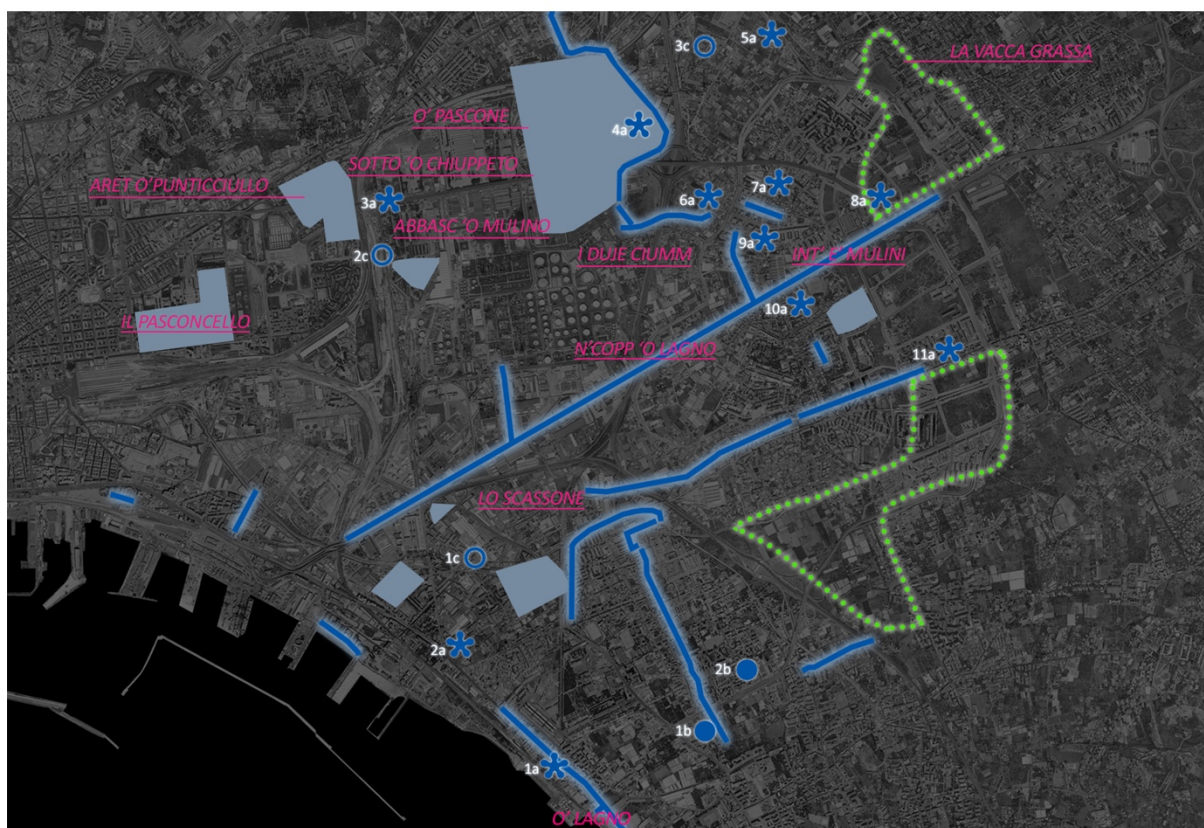 5a
3c
LA VACCA GRASSA
O' PASCONE
4a
SOTTO 'O CHIUPPETO
ARET O'PUNTICCIULLO
3a
7a
6a
8a
ABBASC 'O MULINO
9a
2c
I DUJE CIUMM
INT' E' MULINI
10a
IL PASCONCELLO
N'COPP 'O LAGNO
11a
LO SCASSONE
1c
2a
2b
1b
1a
O' LAGNO